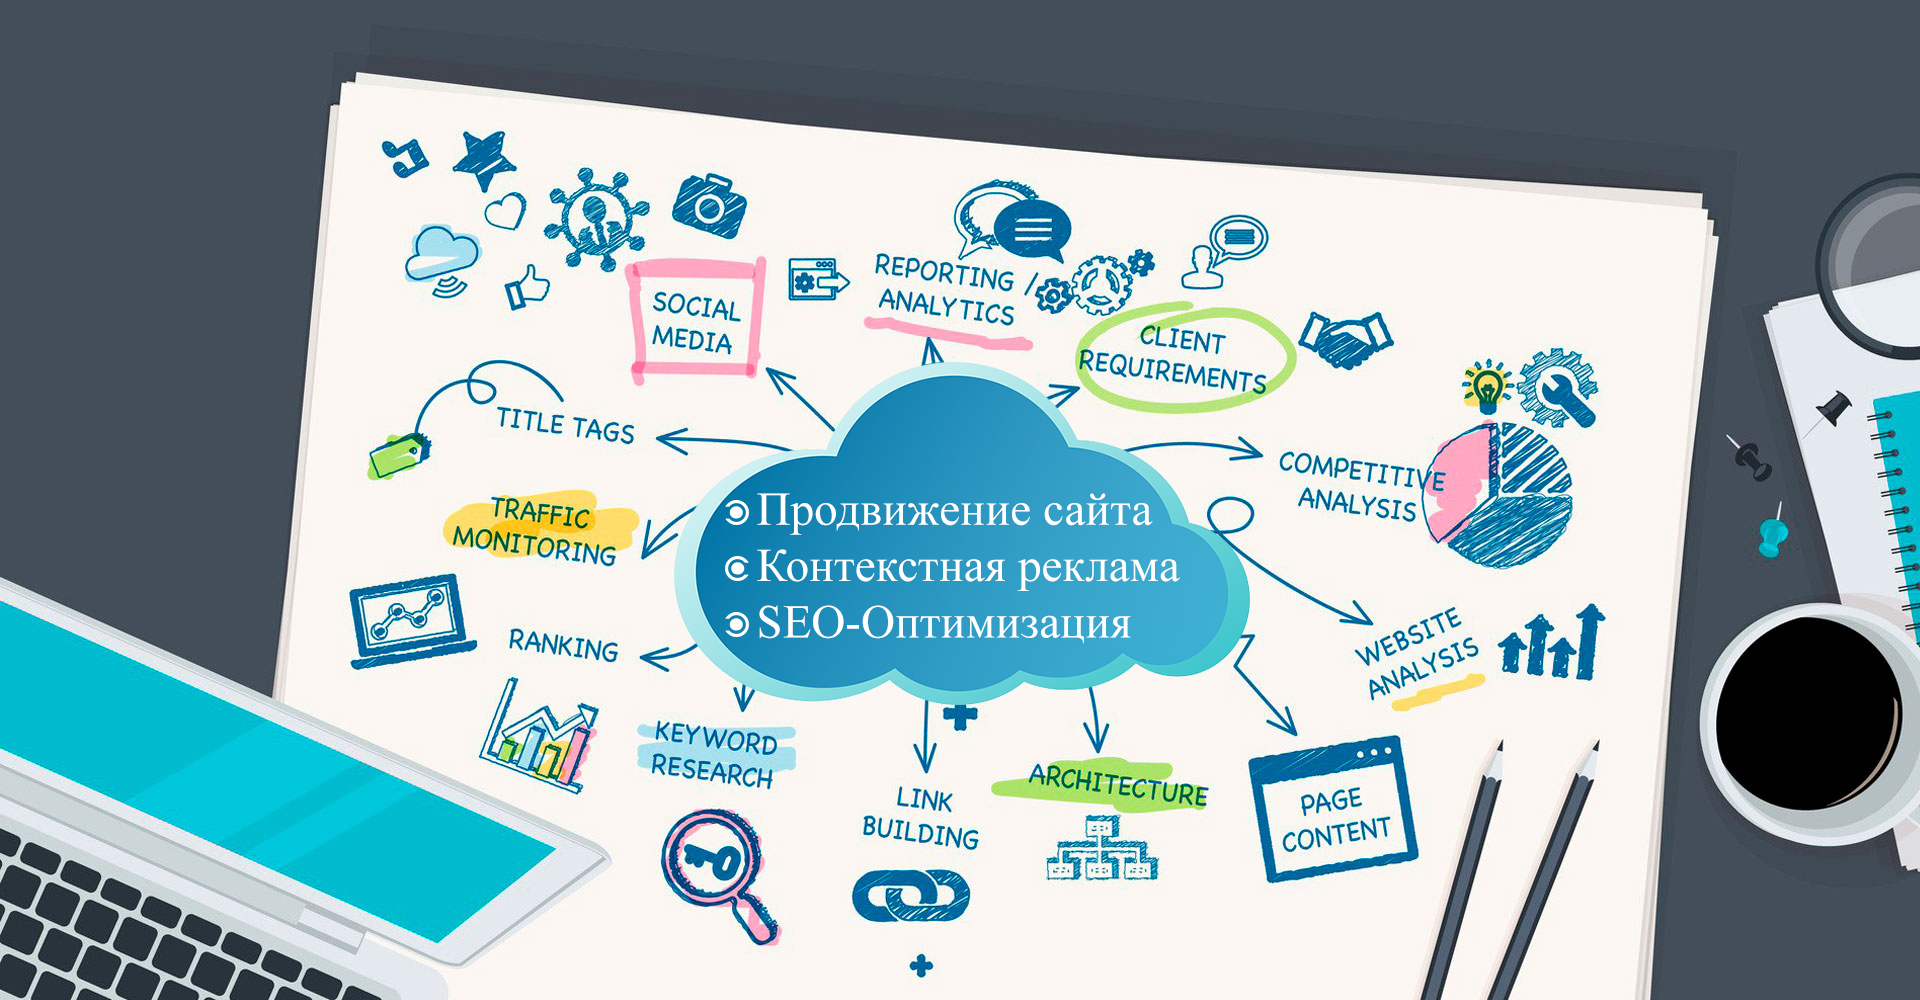 SOCIAL
MEDIA
REPORTING /
ANALYTICS
CLIENT
REQUIREMENTS
TITLE TAGS
COMPETITIVE
ANALYSIS
TRAFFIC
MONITORING
Продвижение сайта
Контекстная реклама
SEO-Оптимизация
RANKING
WEBSITE
ANALYSIS
KEYWORD
RESEARCH
LINK
BUILDING
ARCHITECTURE
PAGE
CONTENT